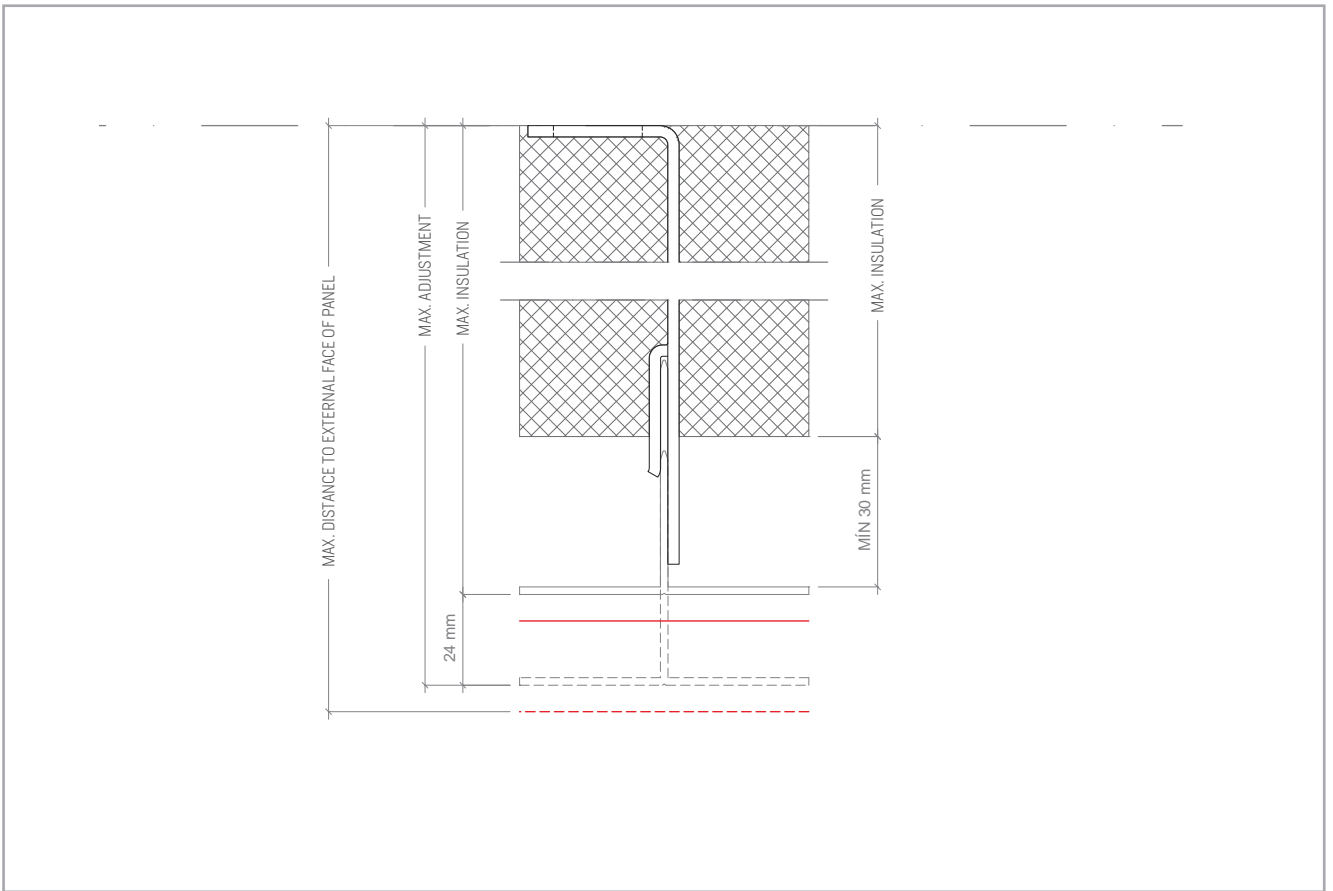 MAX. DISTANCE TO EXTERNAL FACE OF PANEL
MAX. ADJUSTMENT
MAX. INSULATION
24 mm
MAX. INSULATION
MÍN 30 mm